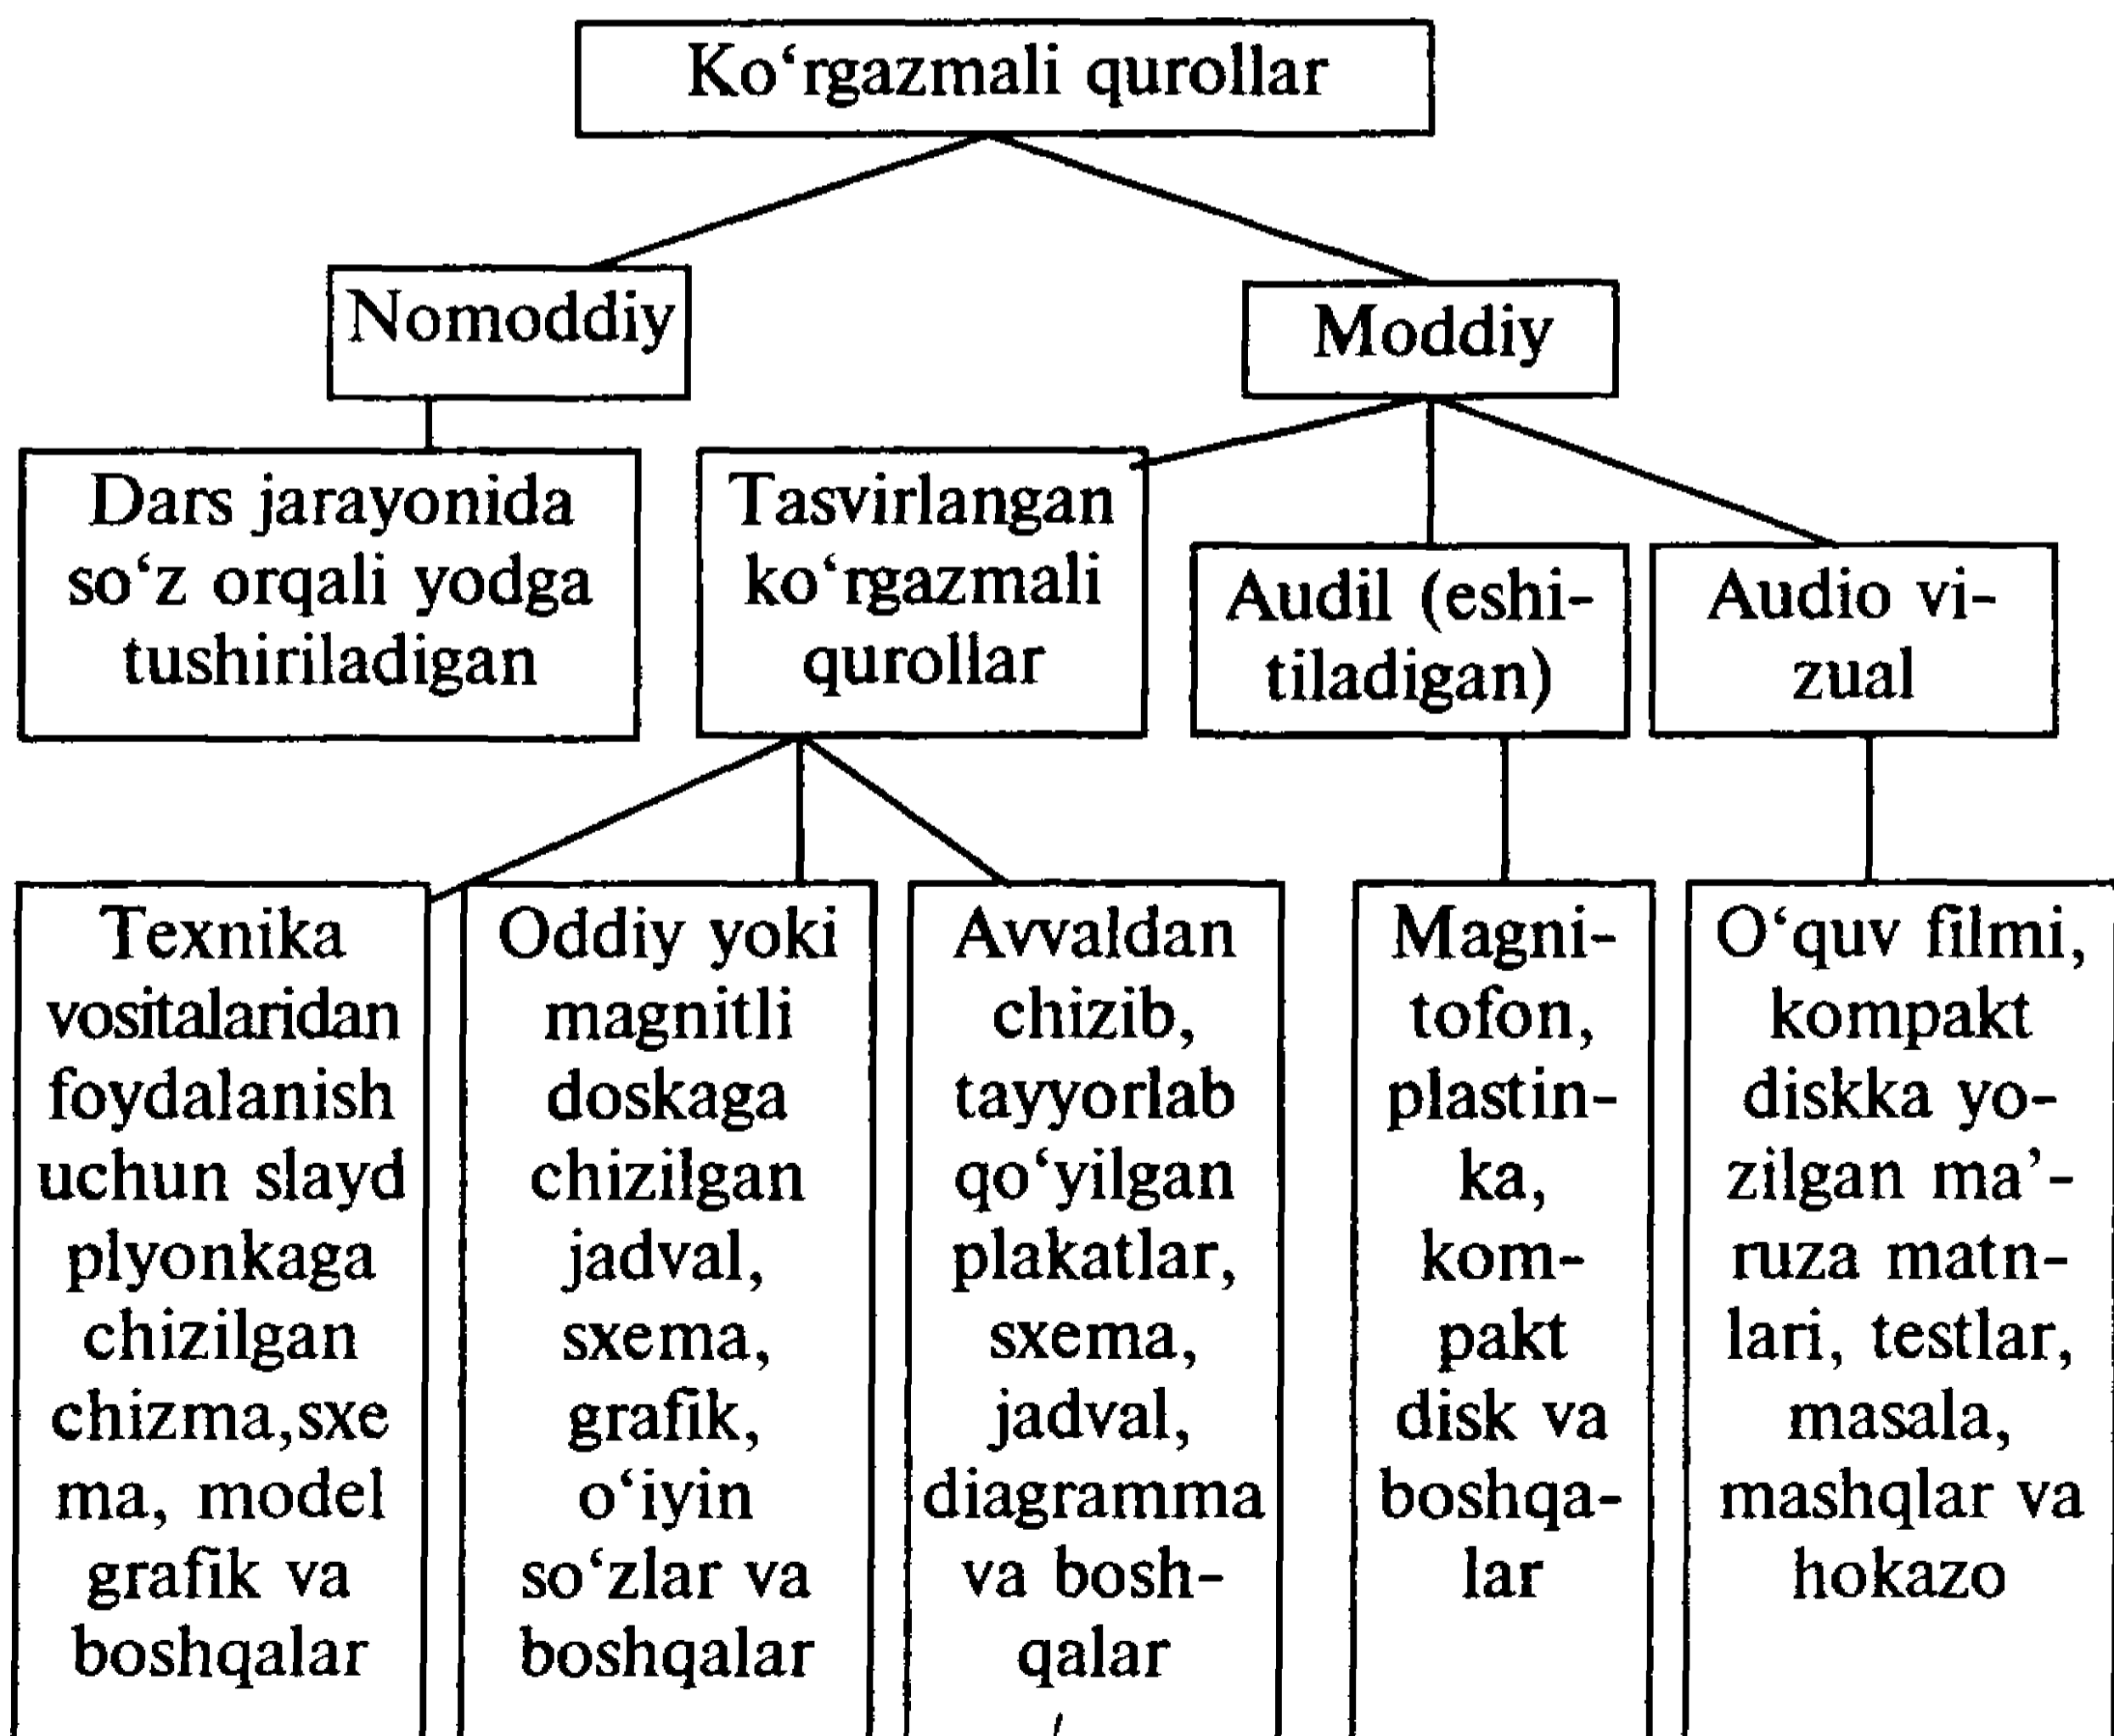 Ko‘rgazmali qurollar
Nomoddiy
Moddiy
Dars jarayonida
so‘z orqali yodga
tushiriladigan
Tasvirlangan
ko‘rgazmali
qurollar
Audil (eshi-
tiladigan)
Audio vi-
zual
Texnika
vositalaridan
foydalanish
uchun slayd
plyonkaga
chizilgan
chizma,sxe
ma, model
grafik va
boshqalar
Oddiy yoki
magnitli
doskaga
chizilgan
jadval,
sxema,
grafik,
o‘iyin
so‘zlar va
boshqalar
Avvaldan
chizib,
tayyorlab
qo‘yilgan
plakatlar,
sxema,
jadval,
diagramma
va bosh-
qalar
Magni-
tofon,
plastin-
ka,
kom-
pakt
disk va
boshqa-
lar
O‘quv filmi,
kompakt
diskka yo-
zilgan ma’-
ruza matn-
lari, testlar,
masala,
mashqlar va
hokazo